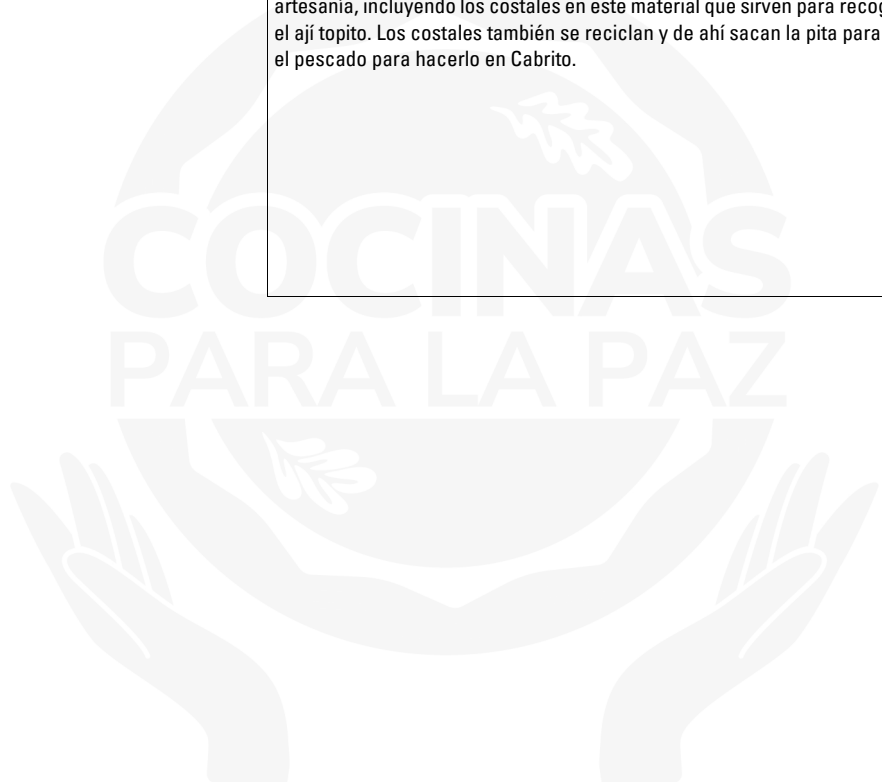 artesanía, incluyendo los costales en este material que sirven para recog
el ají topito. Los costales también se reciclan y de ahí sacan la pita para
el pescado para hacerlo en Cabrito.
COCINAS
PARA LA PAZ